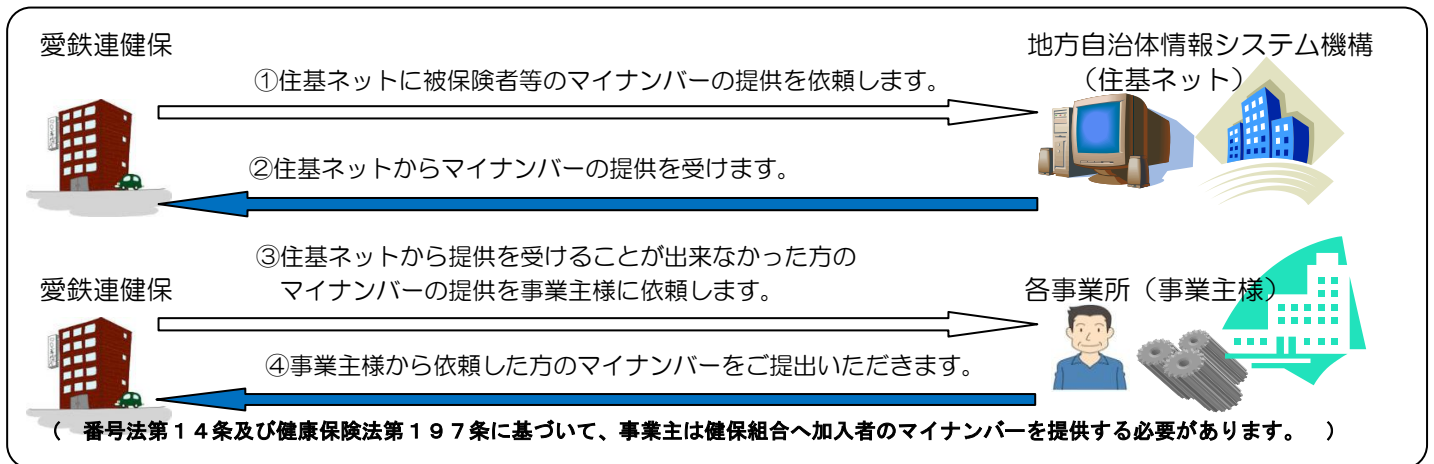 愛鉄連健保
地方自治体情報システム機構
（住基ネット）
①住基ネットに被保険者等のマイナンバーの提供を依頼します。
②住基ネットからマイナンバーの提供を受けます。
③住基ネットから提供を受けることが出来なかった方の
マイナンバーの提供を事業主様に依頼します。
愛鉄連健保
各事業所（事業主様）
④事業主様から依頼した方のマイナンバーをご提出いただきます。
（　番号法第１４条及び健康保険法第１９７条に基づいて、事業主は健保組合へ加入者のマイナンバーを提供する必要があります。　）